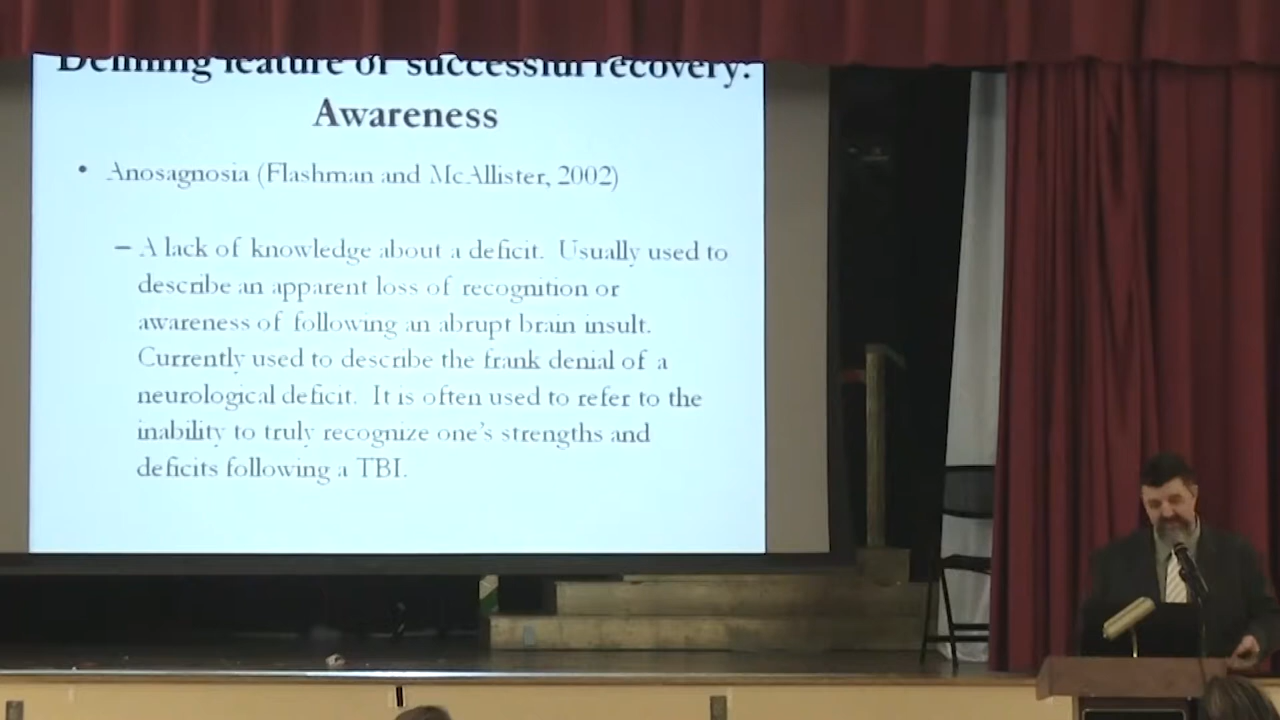 Defining feature of successful recovery:
Awareness
• Anosagnosia (Flashman and McAllister, 2002)
– A lack of knowledge about a deficit. Usually used to
describe an apparent loss of recognition or
awareness of following an abrupt brain insult.
Currently used to describe the frank denial of a
neurological deficit. It is often used to refer to the
inability to truly recognize one's strengths and
deficits following a TBI.